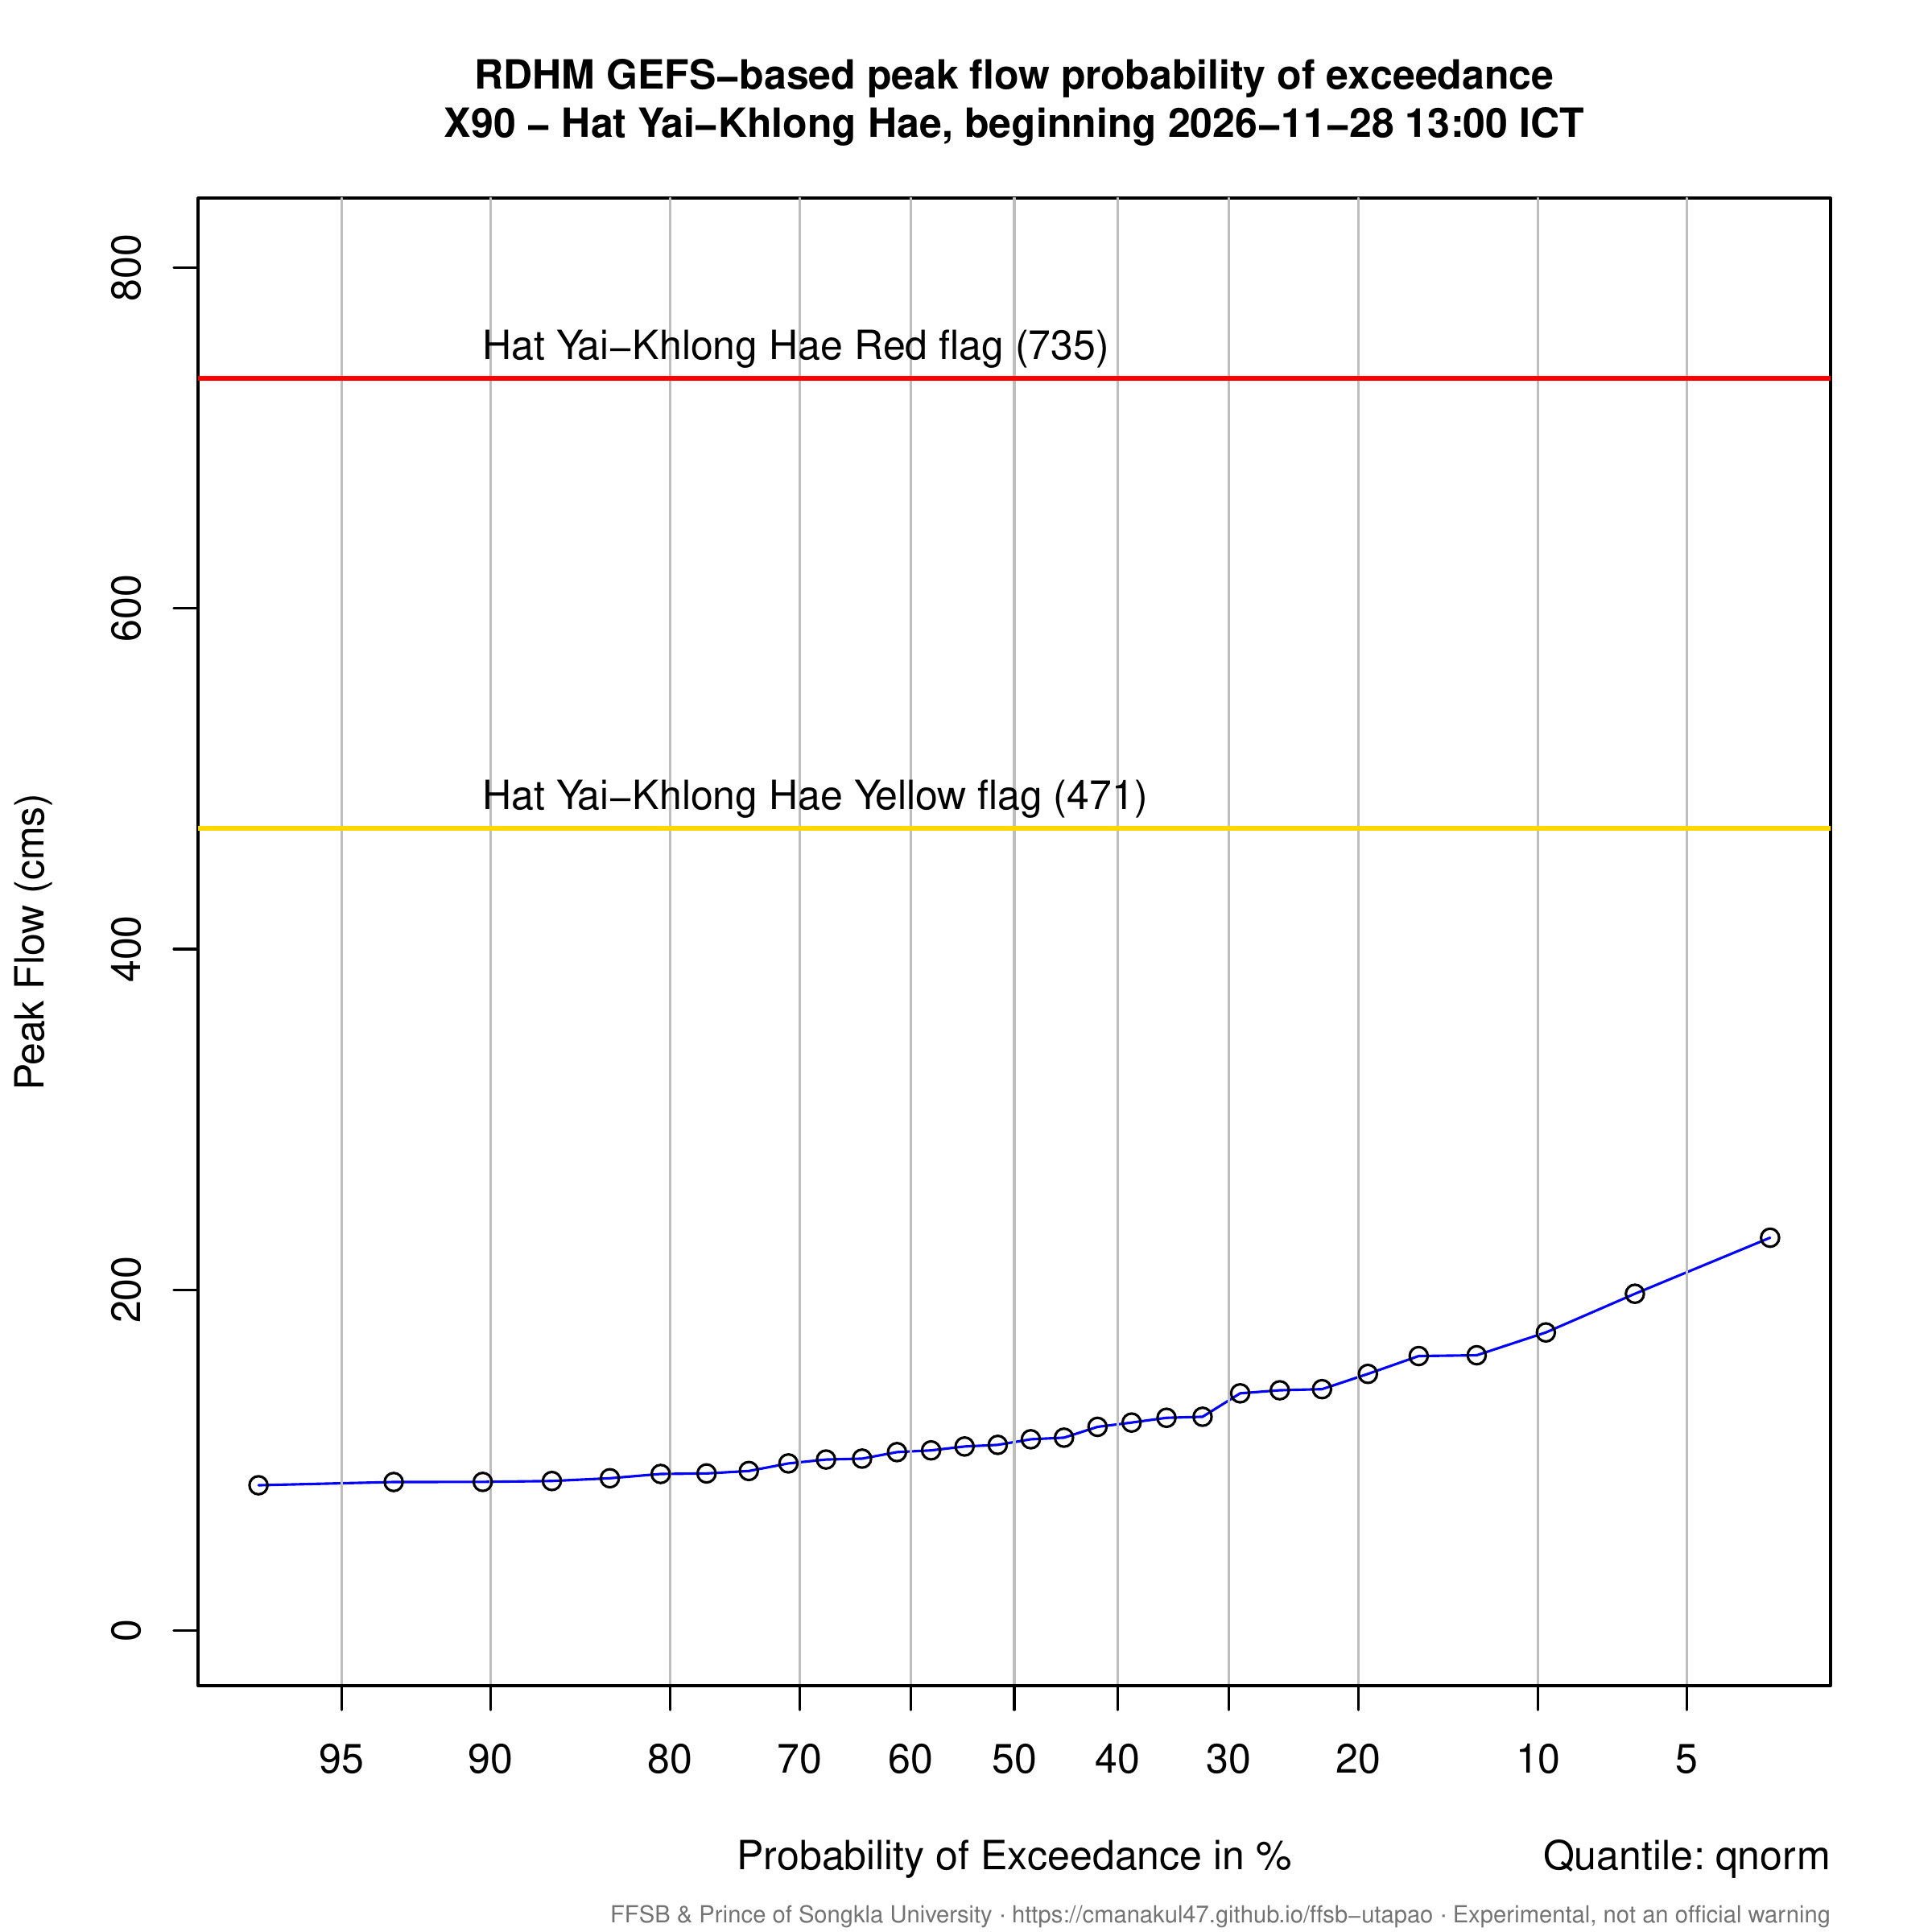 RDHM GEFS–based peak flow probability of exceedance
X90 – Hat Yai–Khlong Hae, beginning 2026–11–28 13:00 ICT
800
600
400
200
0
Peak Flow (cms)
Hat Yai–Khlong Hae Red flag (735)
Hat Yai–Khlong Hae Yellow flag (471)
95 90 80 70 60 50 40 30 20 10 5
Probability of Exceedance in %
Quantile: qnorm
FFSB & Prince of Songkla University · https://cmanakul47.github.io/ffsb–utapao · Experimental, not an official warning